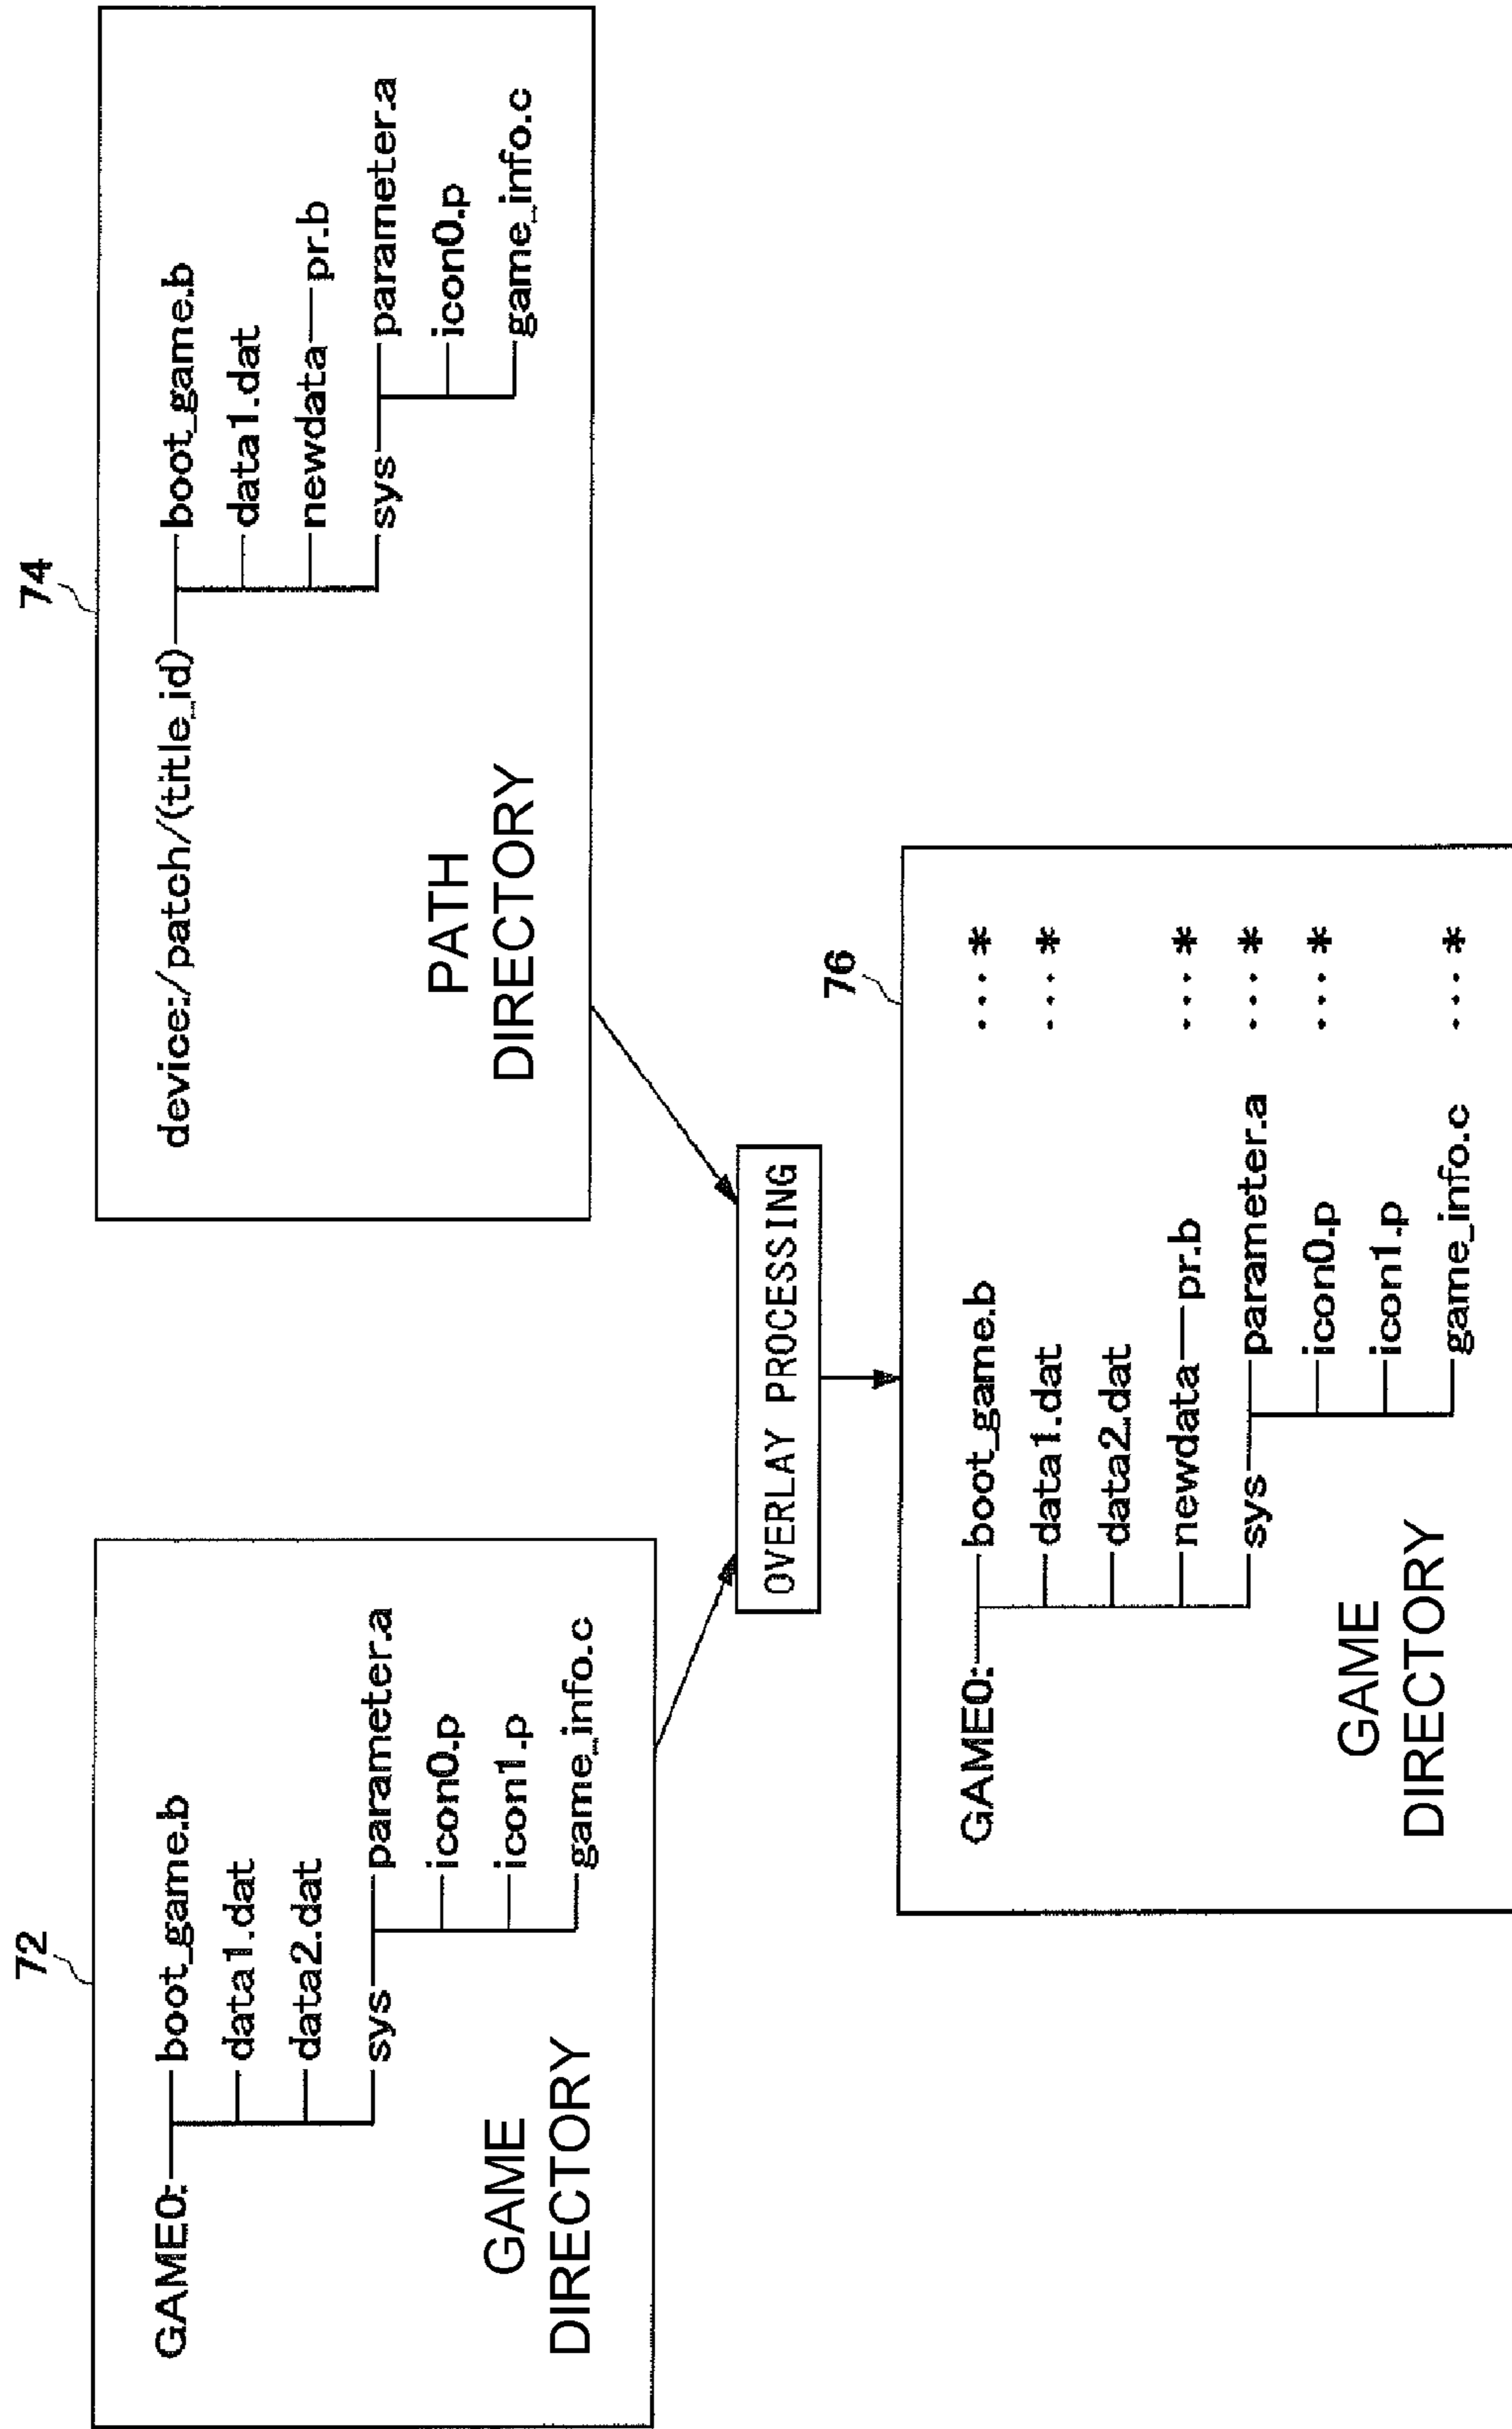 72
GAME0:boot_game.b
data1.dat
data2.dat
sys parameter.a
icon0.p
icon1.p
game_info.c
GAME
DIRECTORY
74
device:/patch/(title_id) boot_game.b
data1.dat
newdata pr.b
sys parameter.a
icon0.p
game_info.c
PATH
DIRECTORY
OVERLAY PROCESSING
76
GAME0: boot_game.b ...*
data1.dat ...*
data2.dat
newdata pr.b ...*
sys parameter.a ...*
icon0.p ...*
icon1.p
game_info.c ...*
GAME
DIRECTORY